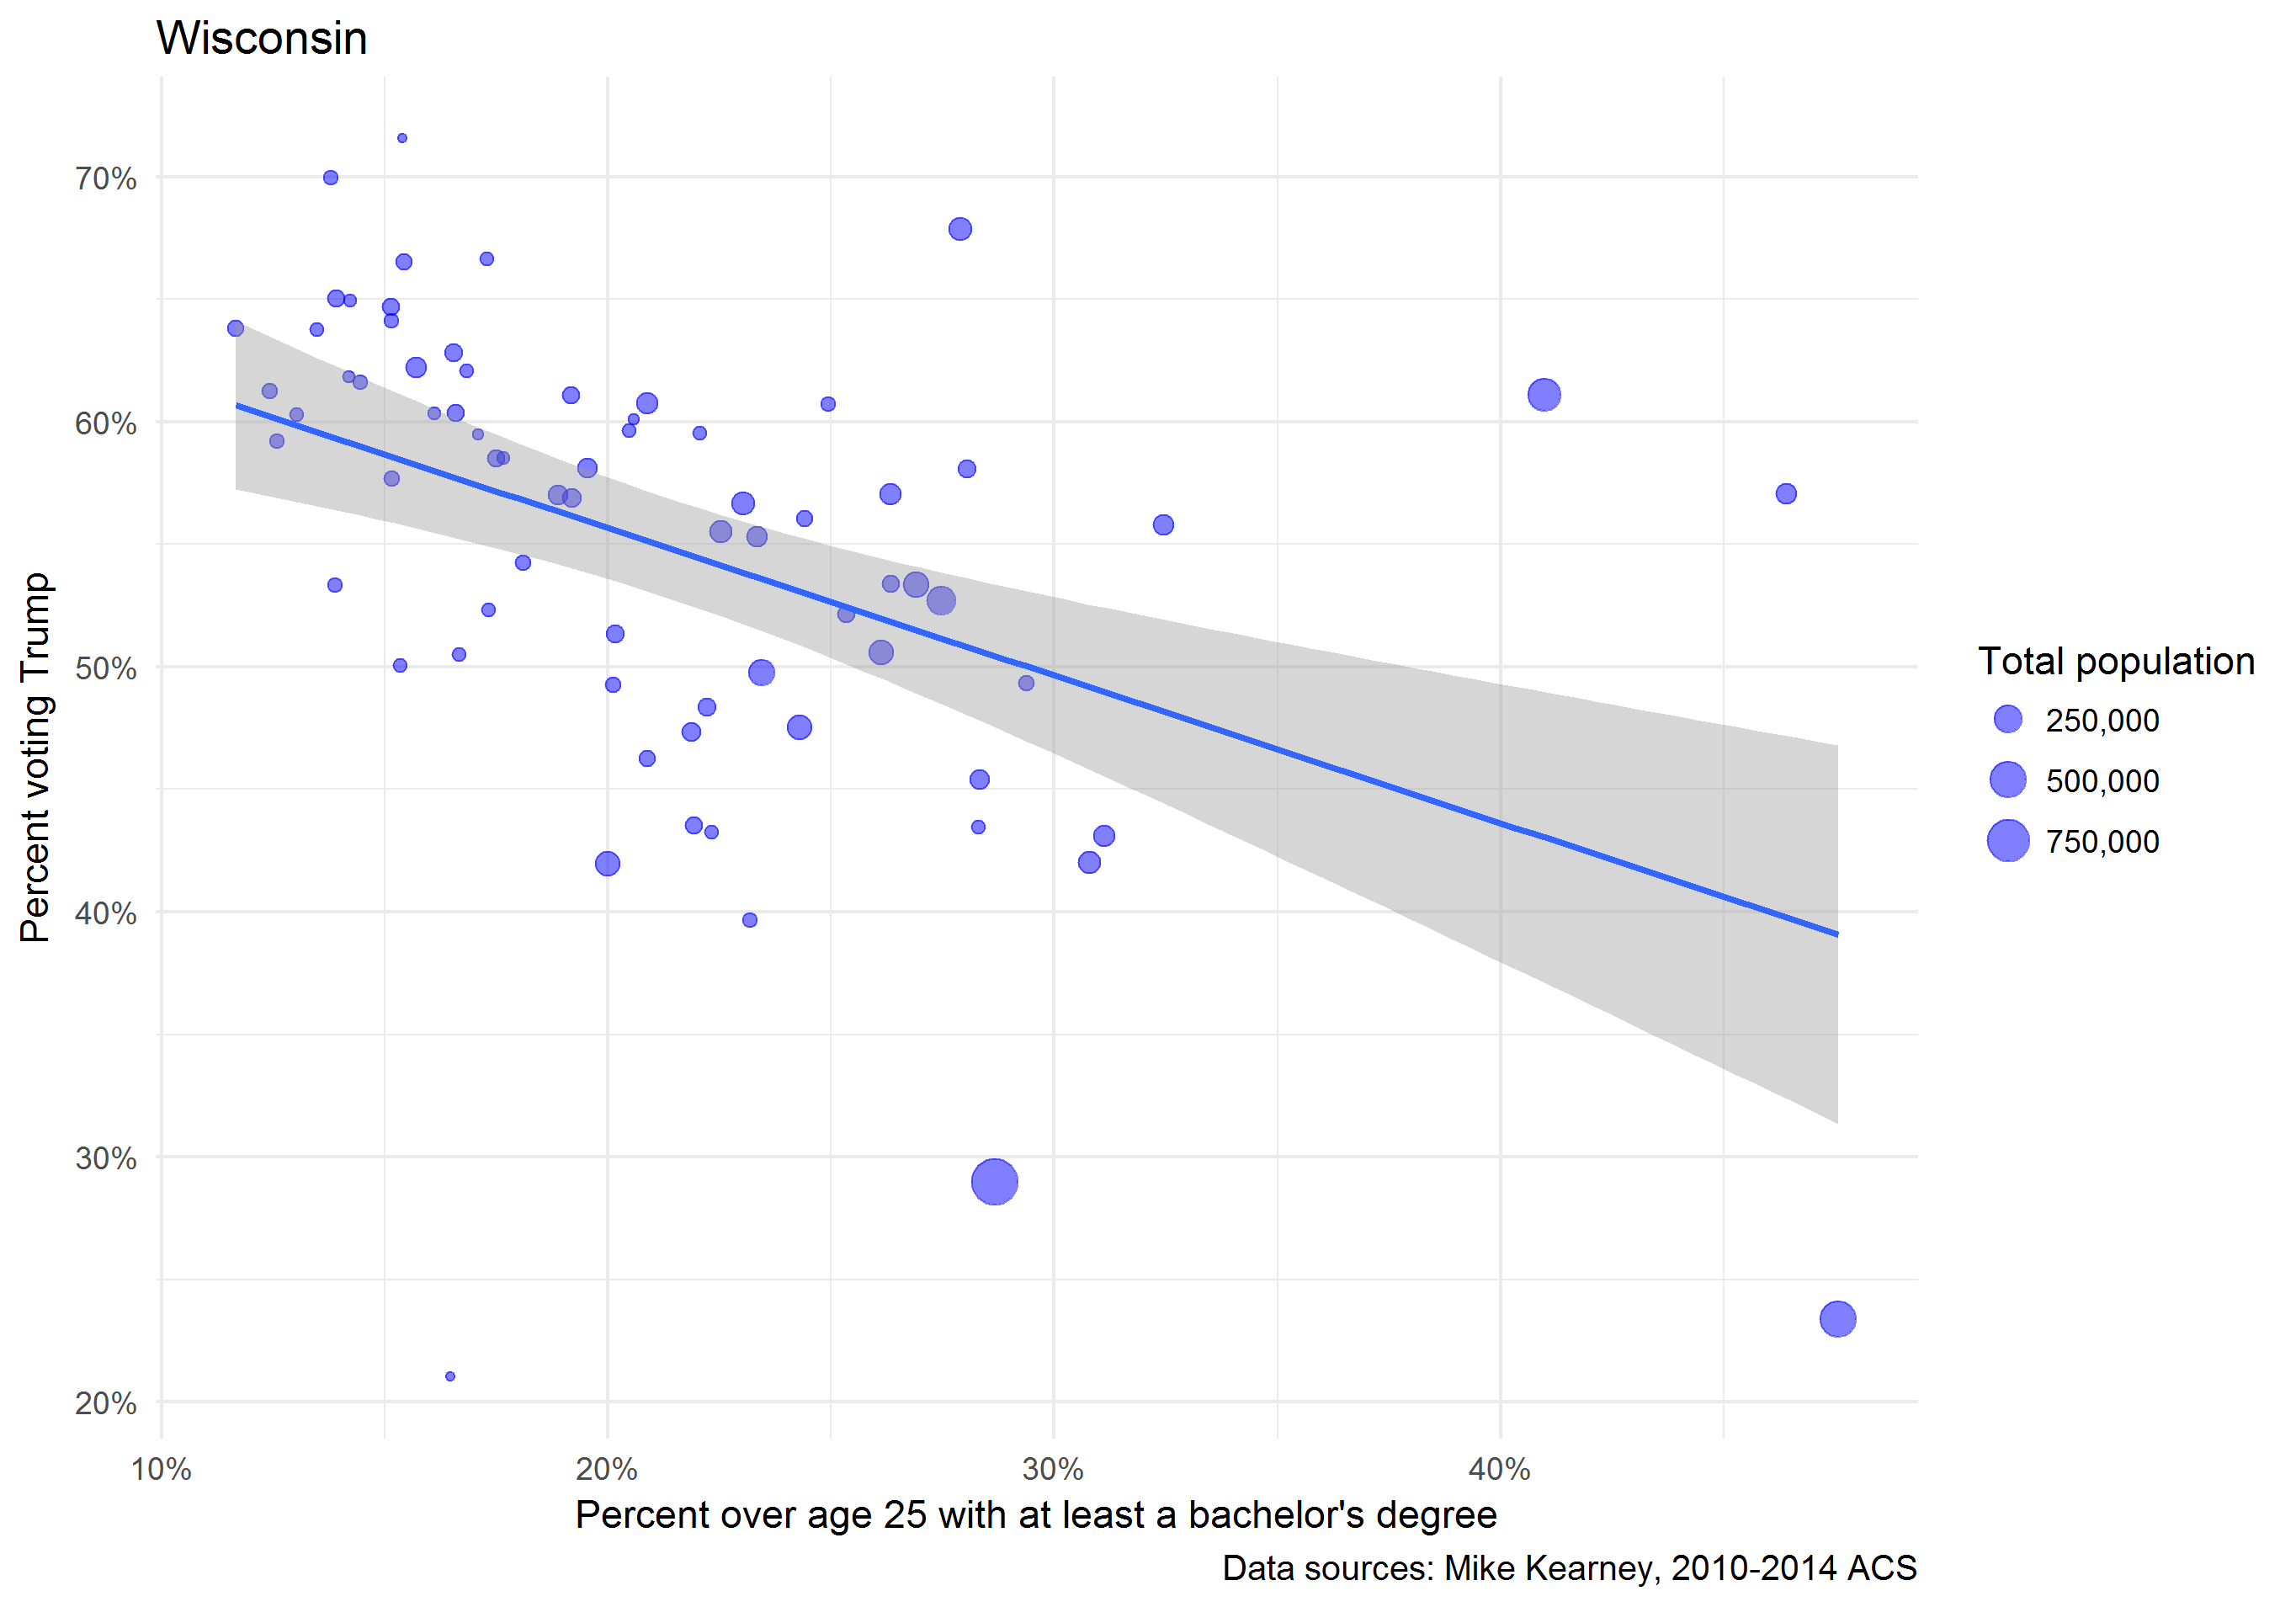 Wisconsin
70%
60%
50%
40%
30%
20%
Percent voting Trump
10%
20%
30%
40%
Percent over age 25 with at least a bachelor's degree
Data sources: Mike Kearney, 2010-2014 ACS
Total population
250,000
500,000
750,000